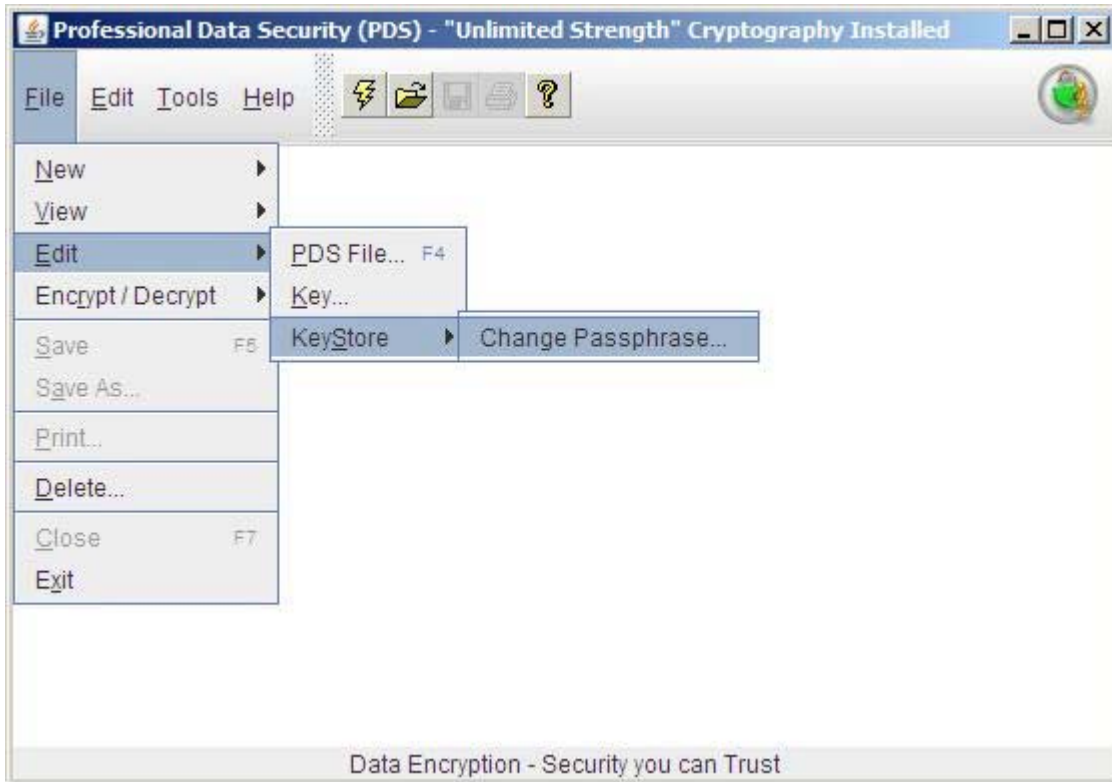 Professional Data Security (PDS) - "Unlimited Strength" Cryptography Installed
File Edit Tools Help
New
View
Edit
PDS File... F4
Encrypt / Decrypt
Key...
Save F5
KeyStore
Change Passphrase...
Save As...
Print...
Delete...
Close F7
Exit
Data Encryption - Security you can Trust